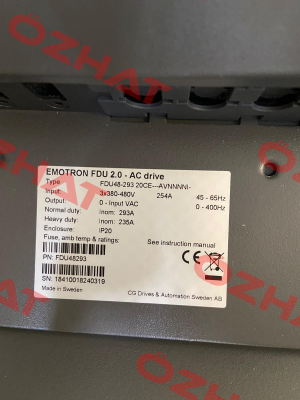 OZHAT
OZHAT
EMOTRON FDU 2.0 - AC drive
Type: FDU48-293 20CE---AVNNNNI-
Input: 3x380-480V 254A 45 - 65Hz
Output: 0 - Input VAC 0 - 400Hz
Normal duty: Inom: 293A
Heavy duty: Inom: 235A
Enclosure: IP20
Fuse, amb temp & ratings: See instruction manual
PN: FDU48293
SN: 18410018240319
Made in Sweden CG Drives & Automation Sweden AB
OZHAT
OZHAT